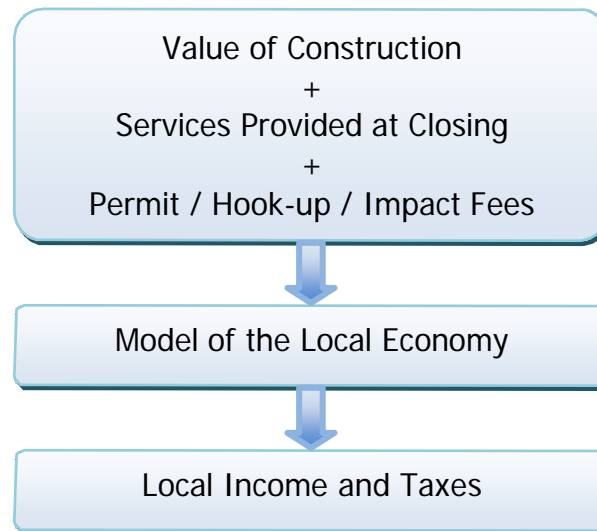 Value of Construction
+
Services Provided at Closing
+
Permit / Hook-up / Impact Fees
Model of the Local Economy
Local Income and Taxes